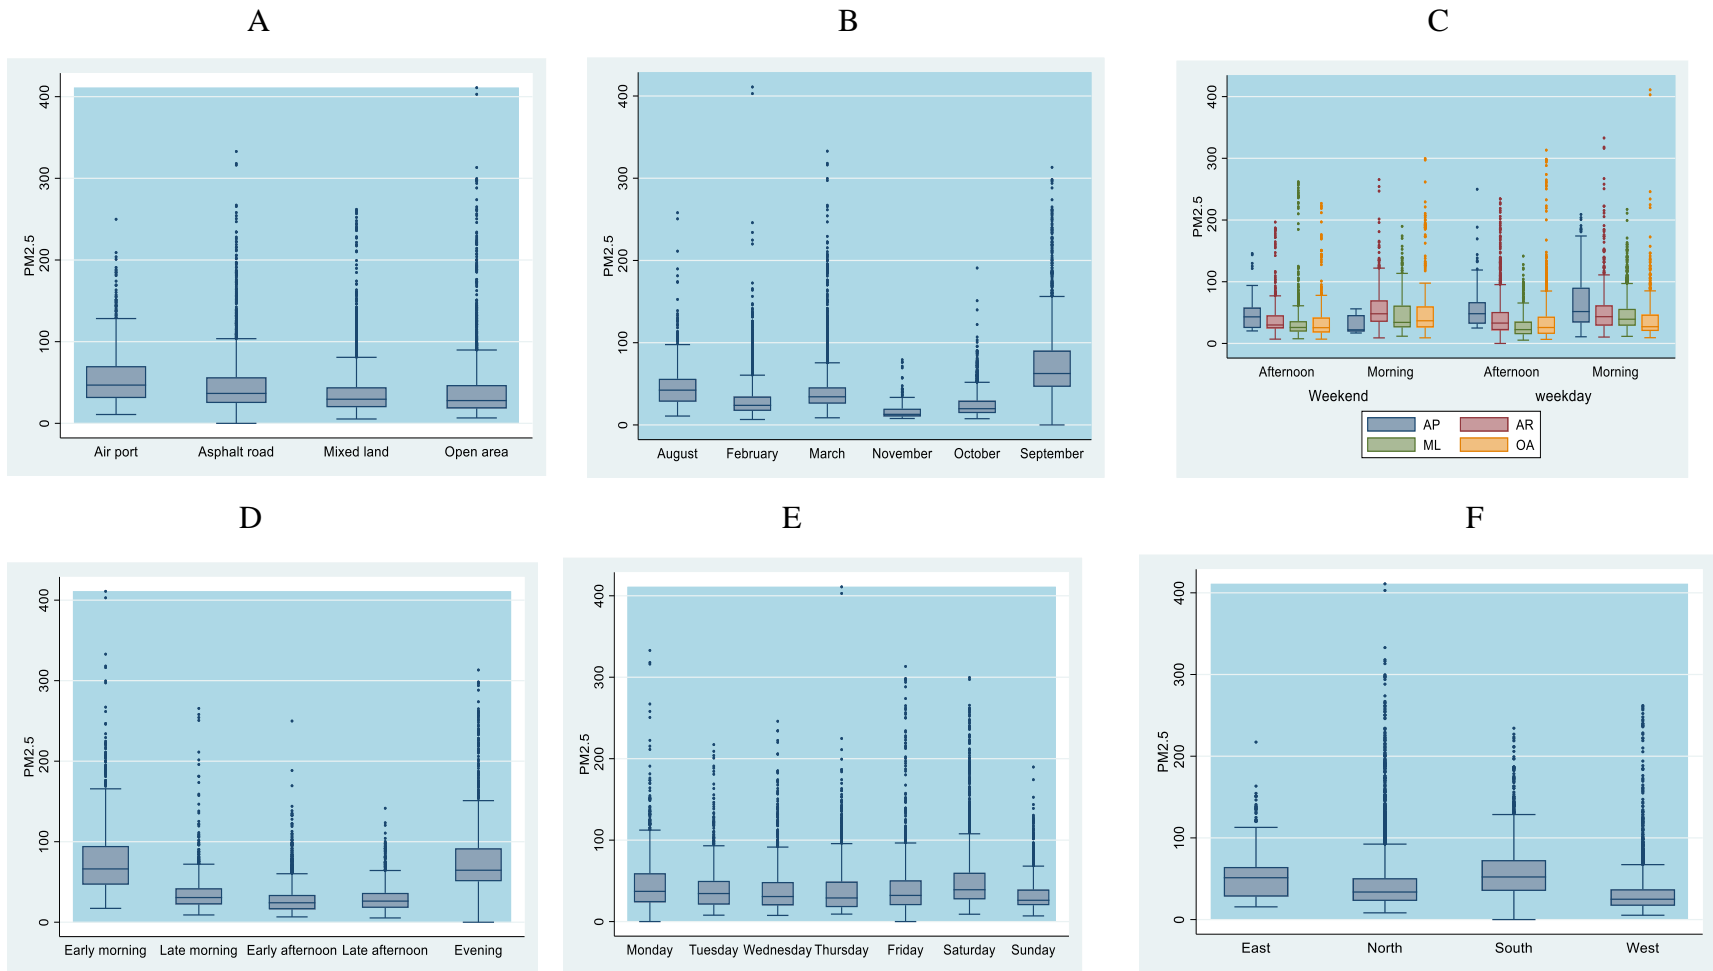 A
B
C
PM2.5
0
100
200
300
400
Air port
Asphalt road
Mixed land
Open area
PM2.5
0
100
200
300
400
August
February
March
November
October
September
PM2.5
0
100
200
300
400
Afternoon
Morning
Afternoon
Morning
Weekend
weekday
AP
AR
ML
OA
D
E
F
PM2.5
0
100
200
300
400
Early morning
Late morning
Early afternoon
Late afternoon
Evening
PM2.5
0
100
200
300
400
Monday
Tuesday
Wednesday
Thursday
Friday
Saturday
Sunday
PM2.5
0
100
200
300
400
East
North
South
West